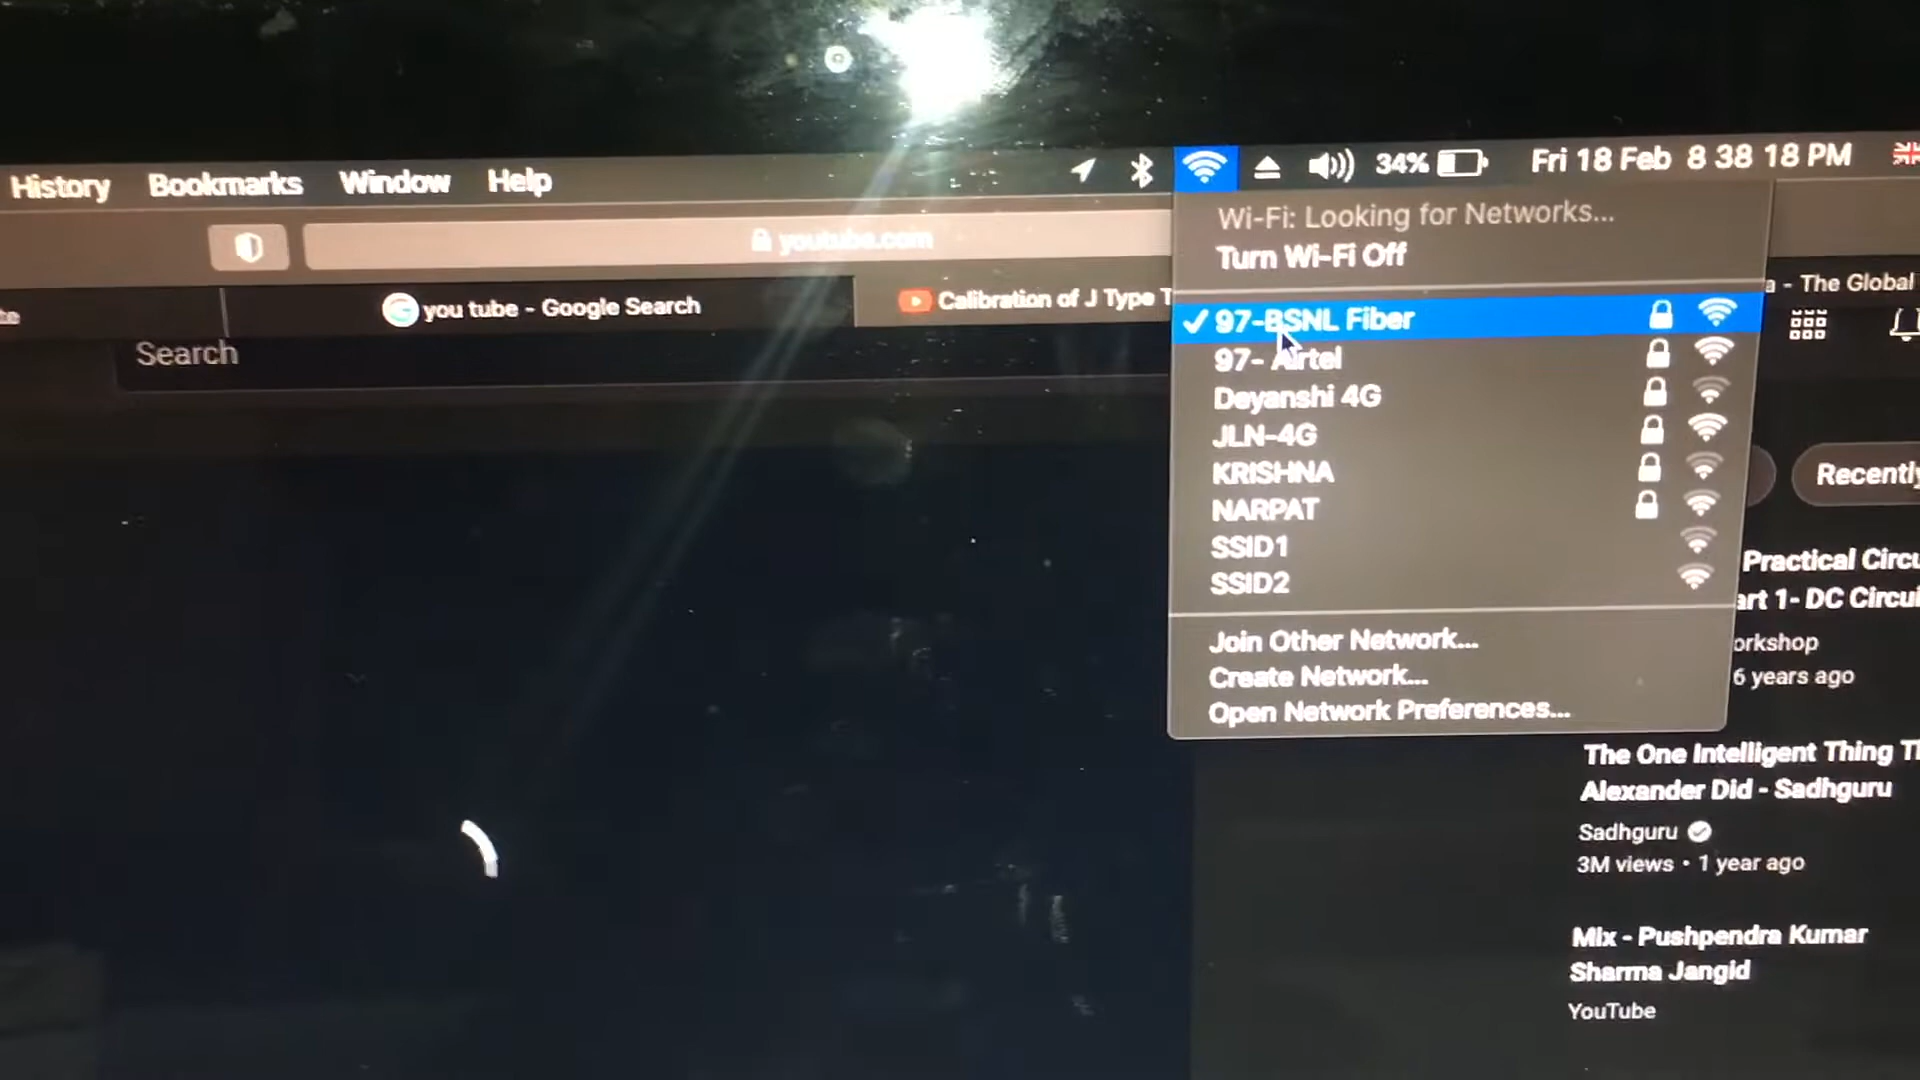 History Bookmarks Window Help 34% Fri 18 Feb 8 38 18 PM
youtube.com
you tube - Google Search
Calibration of J Type T
a - The Global
Search
Wi-Fi: Looking for Networks...
Turn Wi-Fi Off
97-BSNL Fiber
97- Airtel
Deyanshi 4G
JLN-4G
KRISHNA
NARPAT
SSID1
SSID2
Join Other Network...
Create Network...
Open Network Preferences...
Recently
Practical Circu
art 1- DC Circui
orkshop
6 years ago
The One Intelligent Thing Th
Alexander Did - Sadhguru
Sadhguru
3M views • 1 year ago
Mix - Pushpendra Kumar
Sharma Jangid
YouTube